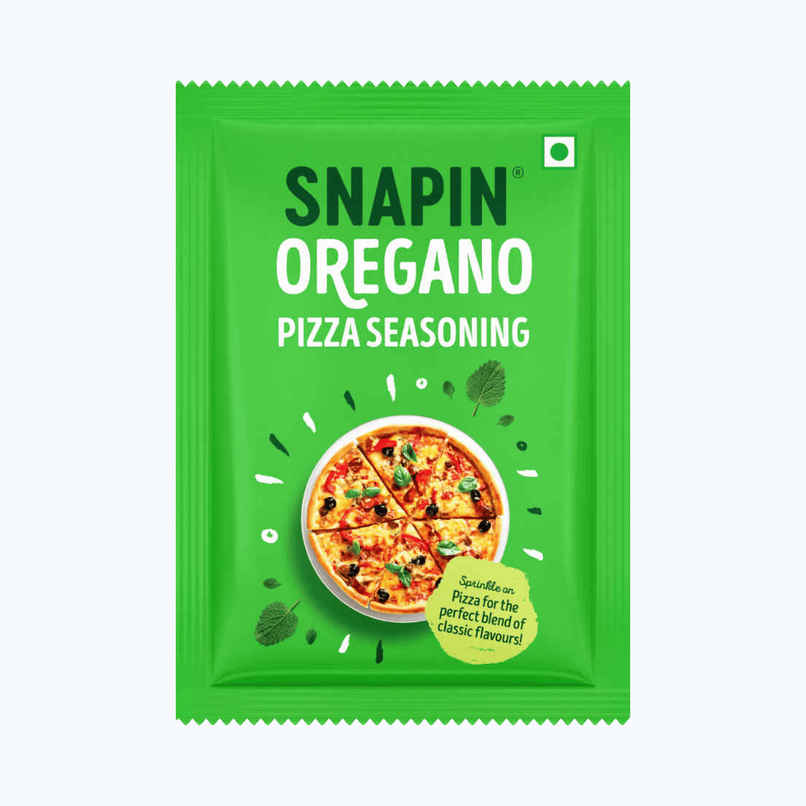 SNAPIN®
OREGANO
PIZZA SEASONING
Sprinkle on
Pizza for the
perfect blend of
classic flavours!